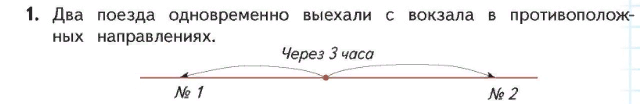 1. Два поезда одновременно выехали с вокзала в противополож-
ных направлениях.
Через 3 часа
№ 1 № 2